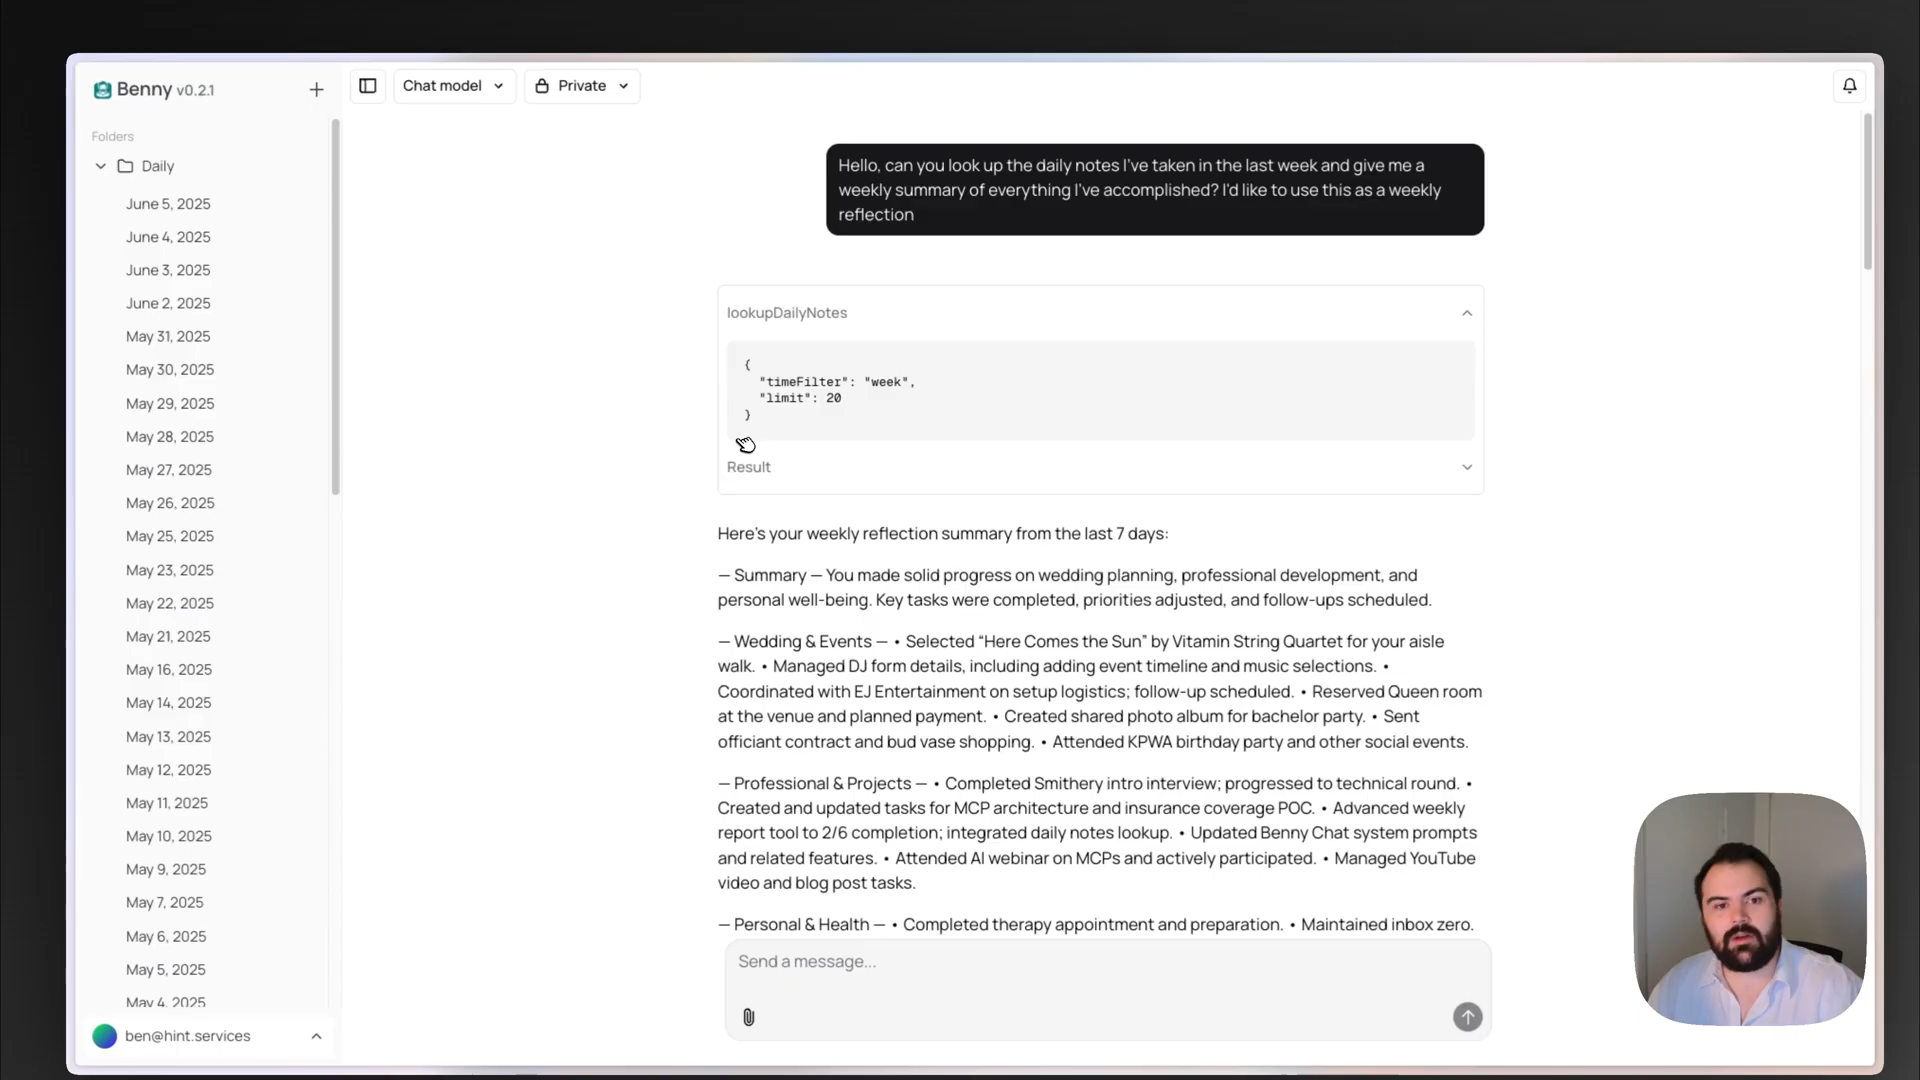 Benny v0.2.1
Folders
Daily
June 5, 2025
June 4, 2025
June 3, 2025
June 2, 2025
May 31, 2025
May 30, 2025
May 29, 2025
May 28, 2025
May 27, 2025
May 26, 2025
May 25, 2025
May 23, 2025
May 22, 2025
May 21, 2025
May 16, 2025
May 14, 2025
May 13, 2025
May 12, 2025
May 11, 2025
May 10, 2025
May 9, 2025
May 7, 2025
May 6, 2025
May 5, 2025
May 4, 2025
ben@hint.services
Chat model
Private
Hello, can you look up the daily notes I've taken in the last week and give me a
weekly summary of everything I've accomplished? I'd like to use this as a weekly
reflection
lookupDailyNotes
{
"timeFilter": "week",
"limit": 20
}
Result
Here's your weekly reflection summary from the last 7 days:
— Summary — You made solid progress on wedding planning, professional development, and
personal well-being. Key tasks were completed, priorities adjusted, and follow-ups scheduled.
— Wedding & Events — • Selected “Here Comes the Sun” by Vitamin String Quartet for your aisle
walk. • Managed DJ form details, including adding event timeline and music selections. •
Coordinated with EJ Entertainment on setup logistics; follow-up scheduled. • Reserved Queen room
at the venue and planned payment. • Created shared photo album for bachelor party. • Sent
officiant contract and bud vase shopping. • Attended KPWA birthday party and other social events.
— Professional & Projects — • Completed Smithery intro interview; progressed to technical round. •
Created and updated tasks for MCP architecture and insurance coverage POC. • Advanced weekly
report tool to 2/6 completion; integrated daily notes lookup. • Updated Benny Chat system prompts
and related features. • Attended AI webinar on MCPs and actively participated. • Managed YouTube
video and blog post tasks.
— Personal & Health — • Completed therapy appointment and preparation. • Maintained inbox zero.
Send a message...